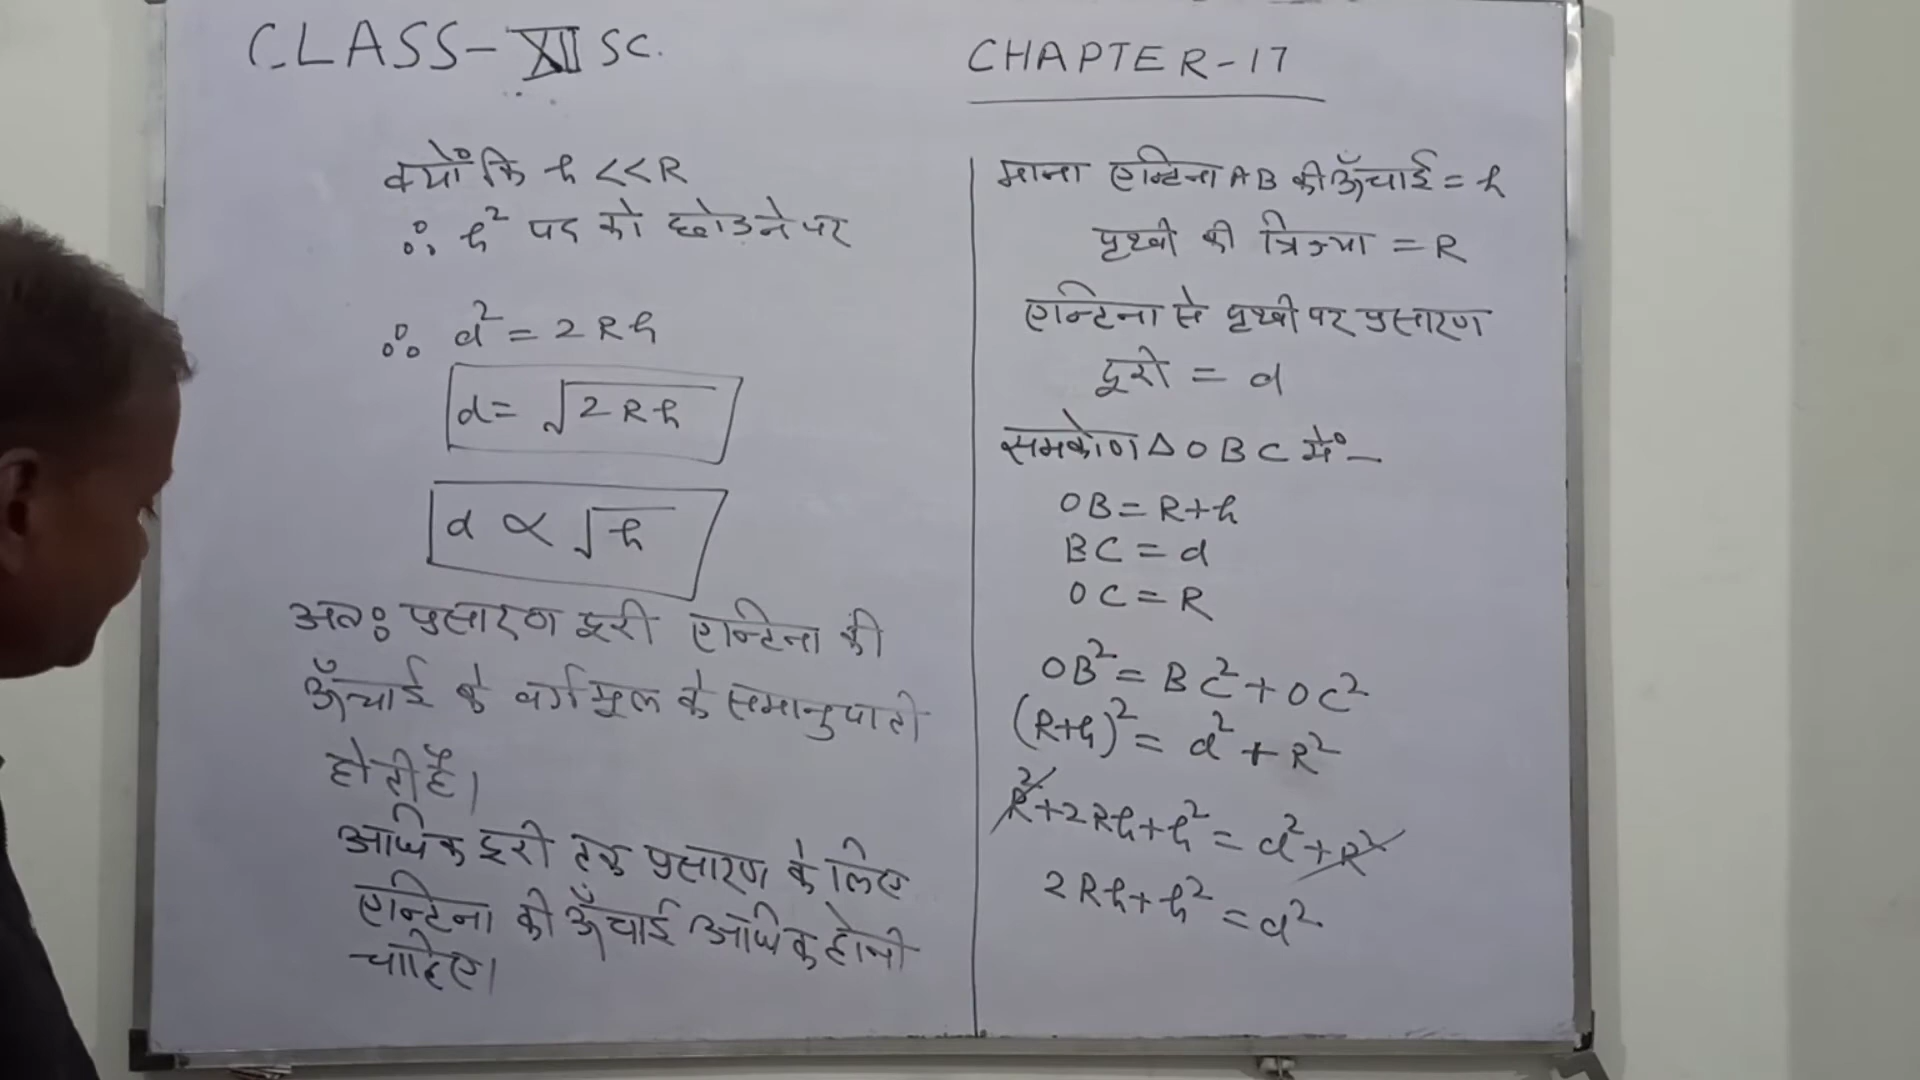 CLASS-XII SC.
CHAPTER-17
माना एन्टिना AB की ऊँचाई = h
पृथ्वी की त्रिज्या = R
एन्टिना से पृथ्वी पर प्रसारण
दूरी = d
समकोण Δ OBC में -
OB = R+h
BC = d
OC = R
OB² = BC² + OC²
(R+h)² = d² + R²
R²+2Rh+h² = d²+R²
2Rh+h² = d²
क्योंकि h <<R
∴ h² पद को छोडने पर
∴ d² = 2Rh
d = √2Rh
d ∝ √h
अतः प्रसारण दूरी एन्टिना की
ऊँचाई के वर्गमूल के समानुपाती
होती है।
अधिक दूरी तक प्रसारण के लिए
एन्टिना की ऊँचाई अधिक होनी
चाहिए।